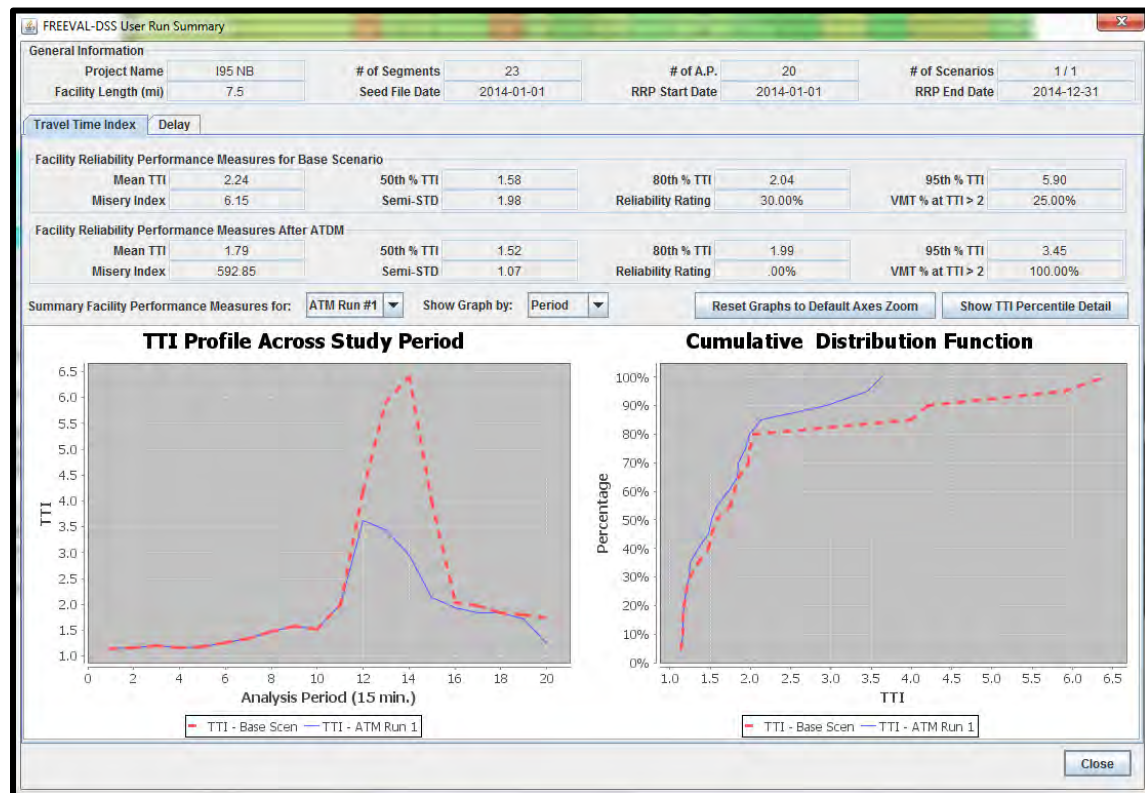 FREEVAL-DSS User Run Summary
General Information
Project Name I95 NB # of Segments 23 # of A.P. 20 # of Scenarios 1 / 1
Facility Length (mi) 7.5 Seed File Date 2014-01-01 RRP Start Date 2014-01-01 RRP End Date 2014-12-31
Travel Time Index Delay
Facility Reliability Performance Measures for Base Scenario
Mean TTI 2.24 50th % TTI 1.58 80th % TTI 2.04 95th % TTI 5.90
Misery Index 6.15 Semi-STD 1.98 Reliability Rating 30.00% VMT % at TTI > 2 25.00%
Facility Reliability Performance Measures After ATDM
Mean TTI 1.79 50th % TTI 1.52 80th % TTI 1.99 95th % TTI 3.45
Misery Index 592.85 Semi-STD 1.07 Reliability Rating .00% VMT % at TTI > 2 100.00%
Summary Facility Performance Measures for: ATM Run #1 Show Graph by: Period Reset Graphs to Default Axes Zoom Show TTI Percentile Detail
TTI Profile Across Study Period
6.5
6.0
5.5
5.0
4.5
4.0
3.5
3.0
2.5
2.0
1.5
1.0
TTI
0 2 4 6 8 10 12 14 16 18 20
Analysis Period (15 min.)
TTI - Base Scen TTI - ATM Run 1
Cumulative Distribution Function
100%
90%
80%
70%
60%
50%
40%
30%
20%
10%
0%
Percentage
1.0 1.5 2.0 2.5 3.0 3.5 4.0 4.5 5.0 5.5 6.0 6.5
TTI
TTI - Base Scen TTI - ATM Run 1
Close